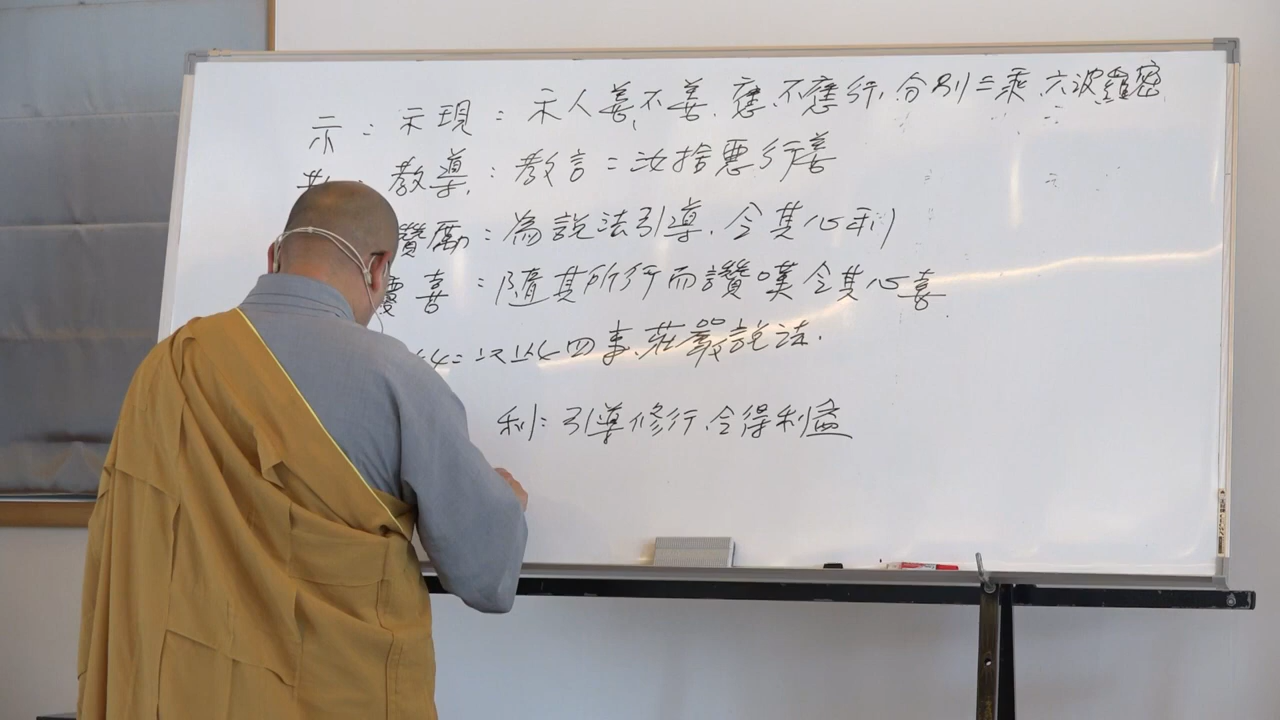 示：示現：示人善,不善,應,不應行,分別三乘,六波羅密
教：教導：教言：汝捨惡行善
讚勵：為說法引導,令其心利
慶喜：隨其所行而讚嘆令其心喜
以此四事,莊嚴說法.
利：引導修行,令得利益